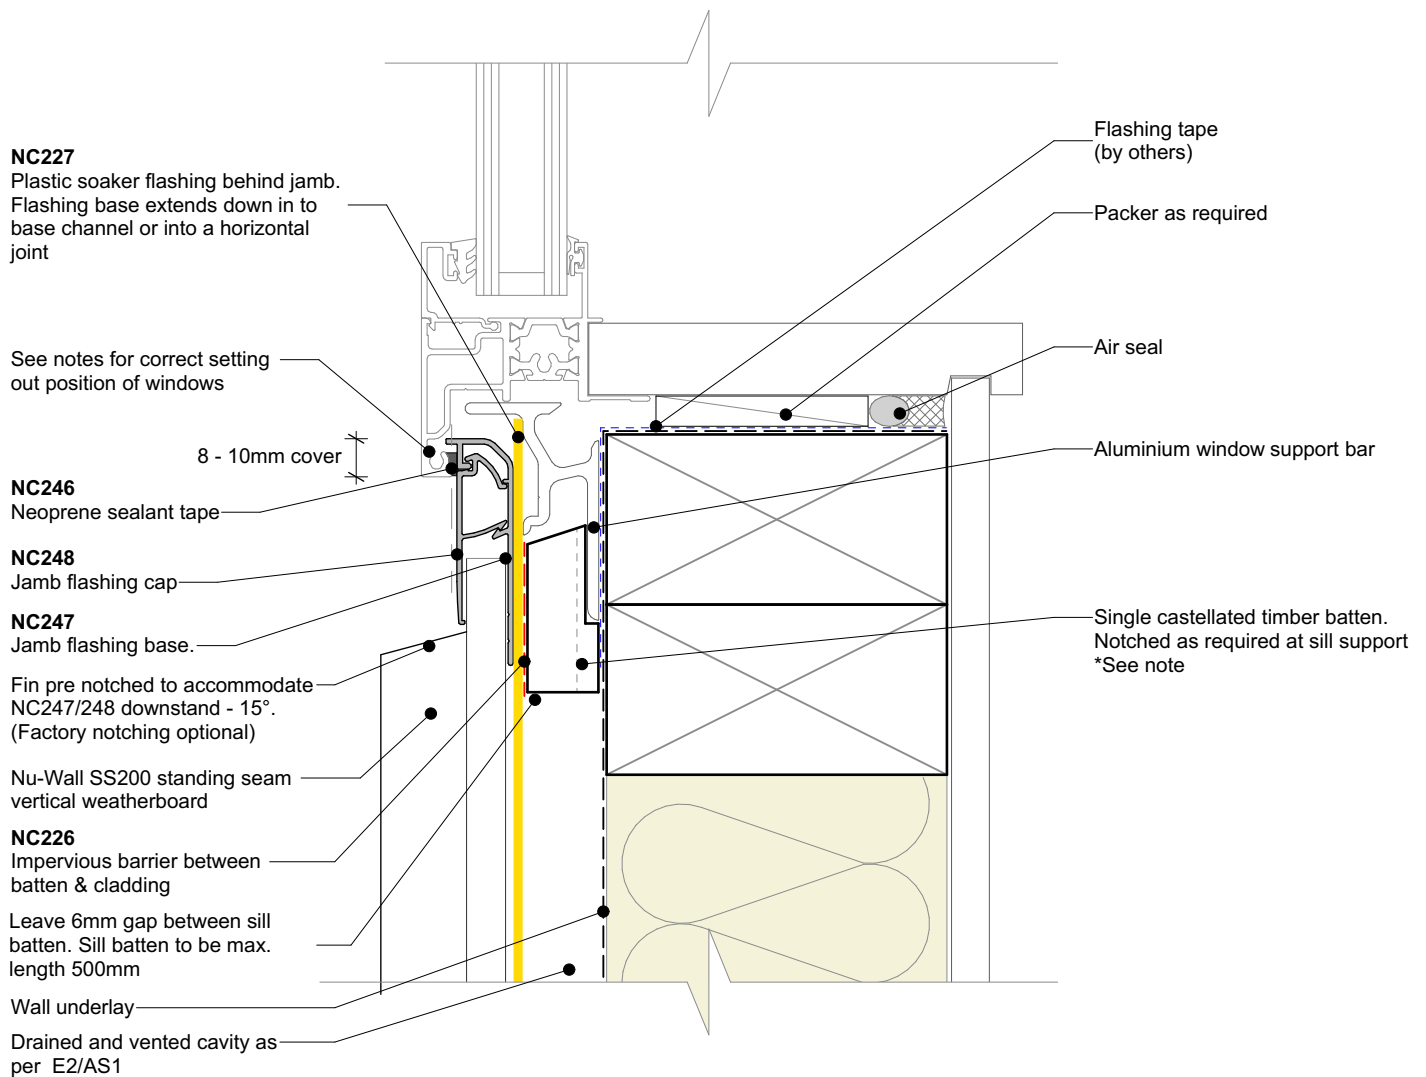 NC227
Plastic soaker flashing behind jamb.
Flashing base extends down in to
base channel or into a horizontal
joint
See notes for correct setting
out position of windows
8 - 10mm cover
NC246
Neoprene sealant tape
NC248
Jamb flashing cap
NC247
Jamb flashing base.
Fin pre notched to accommodate
NC247/248 downstand - 15°.
(Factory notching optional)
Nu-Wall SS200 standing seam
vertical weatherboard
NC226
Impervious barrier between
batten & cladding
Leave 6mm gap between sill
batten. Sill batten to be max.
length 500mm
Wall underlay
Drained and vented cavity as
per E2/AS1
Flashing tape
(by others)
Packer as required
Air seal
Aluminium window support bar
Single castellated timber batten.
Notched as required at sill support
*See note